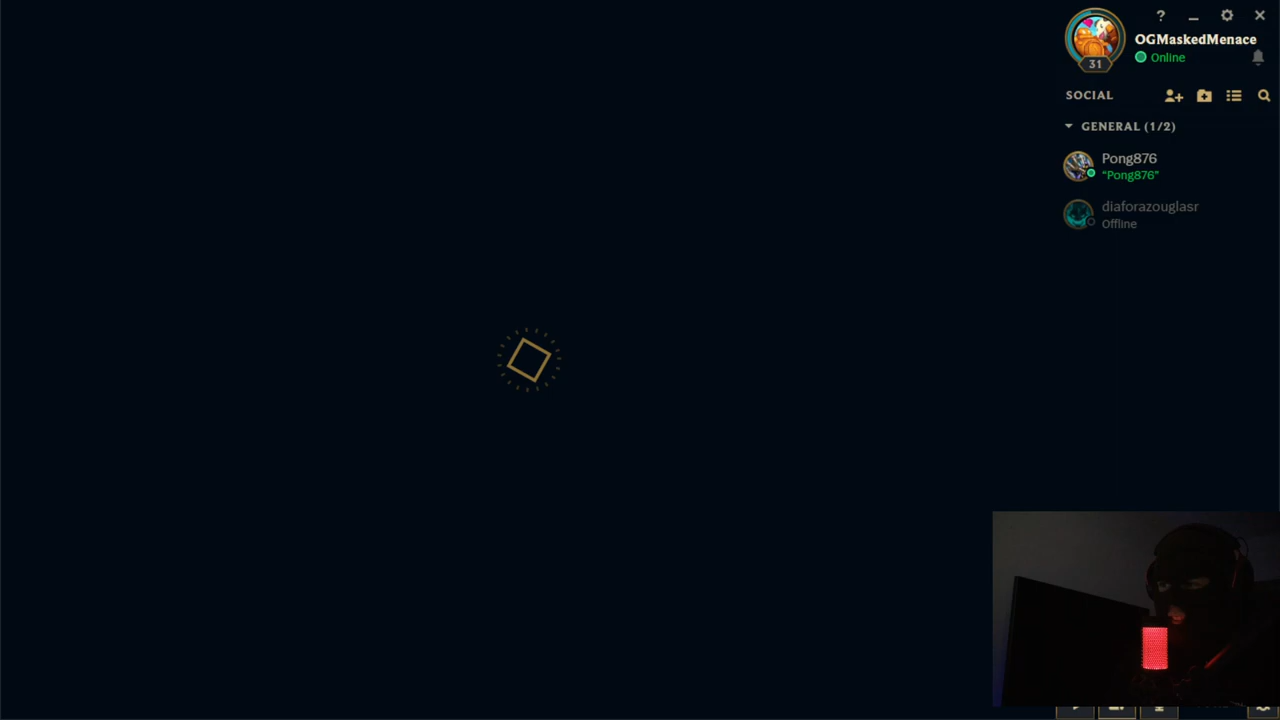 OGMaskedMenace
Online
31
SOCIAL
GENERAL (1/2)
Pong876
"Pong876"
diaforazouglasr
Offline